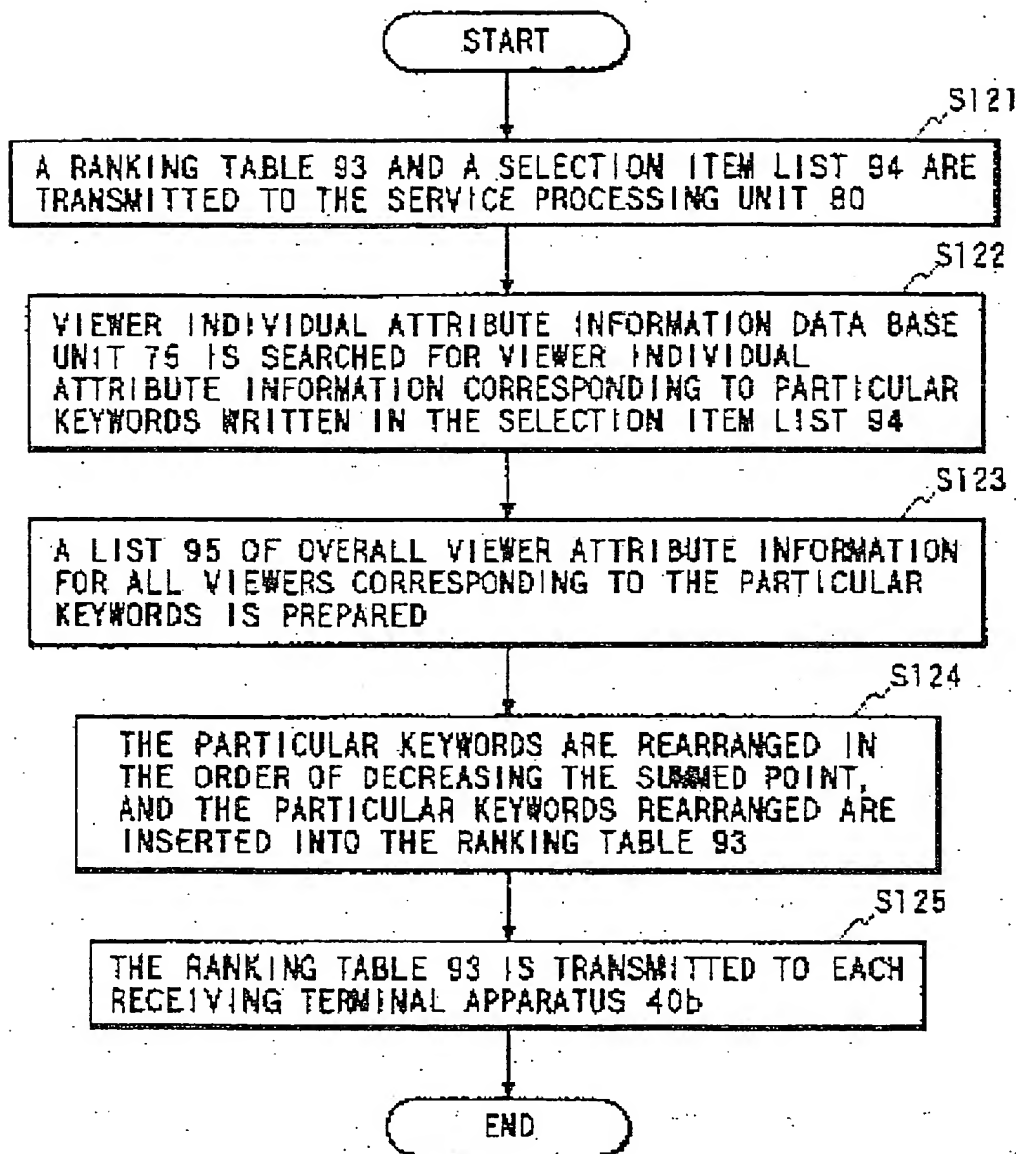 START
S121
A RANKING TABLE 93 AND A SELECTION ITEM LIST 94 ARE
TRANSMITTED TO THE SERVICE PROCESSING UNIT 80
S122
VIEWER INDIVIDUAL ATTRIBUTE INFORMATION DATA BASE
UNIT 75 IS SEARCHED FOR VIEWER INDIVIDUAL
ATTRIBUTE INFORMATION CORRESPONDING TO PARTICULAR
KEYWORDS WRITTEN IN THE SELECTION ITEM LIST 94
S123
A LIST 95 OF OVERALL VIEWER ATTRIBUTE INFORMATION
FOR ALL VIEWERS CORRESPONDING TO THE PARTICULAR
KEYWORDS IS PREPARED
S124
THE PARTICULAR KEYWORDS ARE REARRANGED IN
THE ORDER OF DECREASING THE SUMMED POINT,
AND THE PARTICULAR KEYWORDS REARRANGED ARE
INSERTED INTO THE RANKING TABLE 93
S125
THE RANKING TABLE 93 IS TRANSMITTED TO EACH
RECEIVING TERMINAL APPARATUS 40b
END